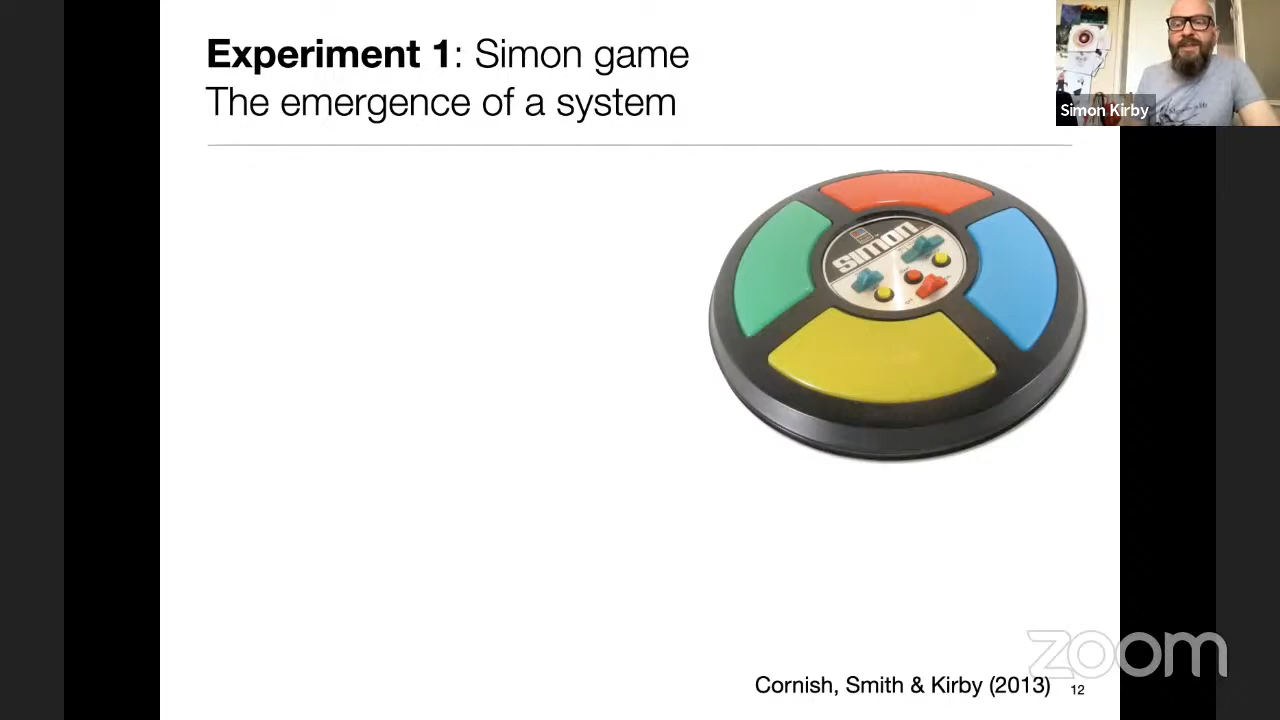 Experiment 1: Simon game
The emergence of a system
Simon Kirby
simon
zoom
Cornish, Smith & Kirby (2013)
12